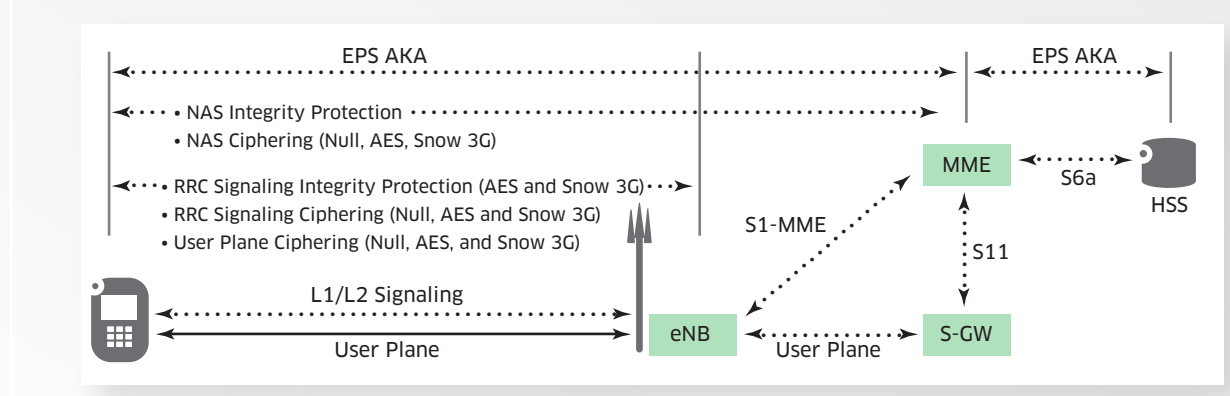 EPS AKA
EPS AKA
• NAS Integrity Protection
• NAS Ciphering (Null, AES, Snow 3G)
• RRC Signaling Integrity Protection (AES and Snow 3G)
• RRC Signaling Ciphering (Null, AES and Snow 3G)
• User Plane Ciphering (Null, AES, and Snow 3G)
MME
S6a
HSS
S1-MME
S11
L1/L2 Signaling
User Plane
eNB
User Plane
S-GW